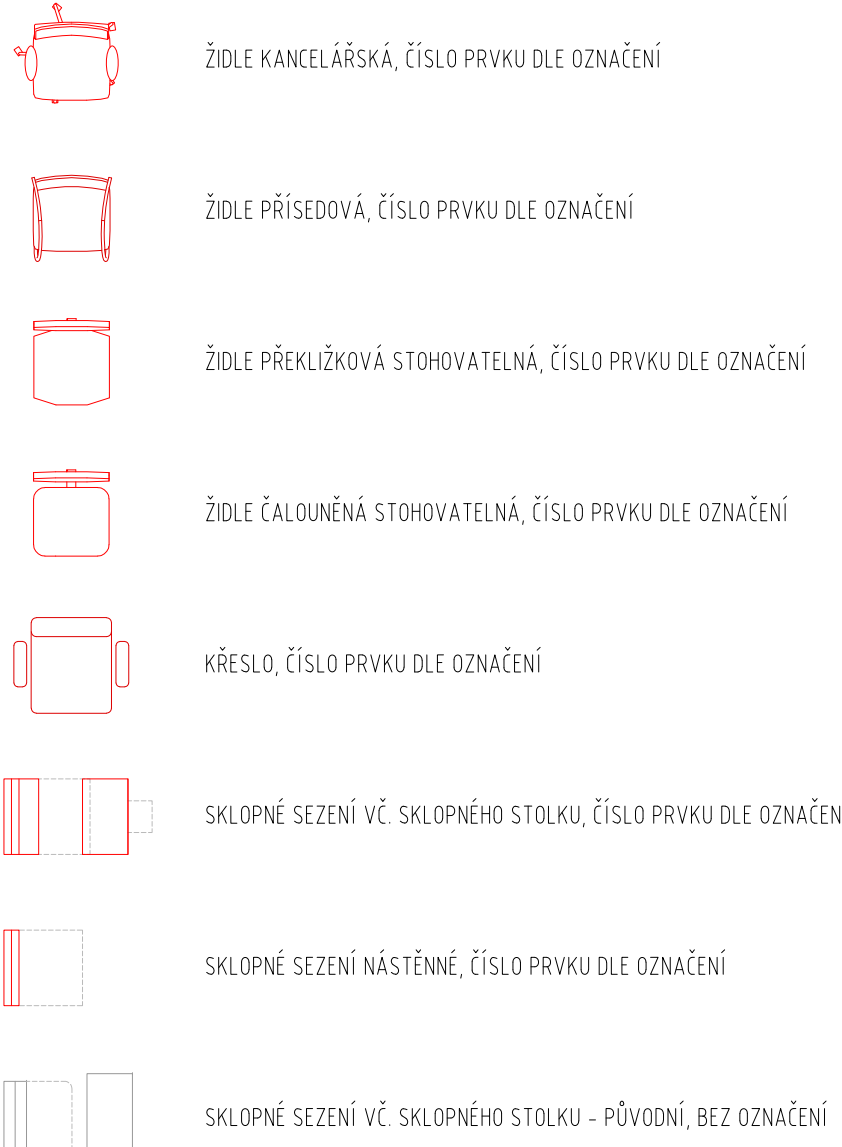 ŽIDLE KANCELÁŘSKÁ, ČÍSLO PRVKU DLE OZNAČENÍ
ŽIDLE PŘÍSEDOVÁ, ČÍSLO PRVKU DLE OZNAČENÍ
ŽIDLE PŘEKLIŽKOVÁ STOHOVATELNÁ, ČÍSLO PRVKU DLE OZNAČENÍ
ŽIDLE ČALOUNĚNÁ STOHOVATELNÁ, ČÍSLO PRVKU DLE OZNAČENÍ
KŘESLO, ČÍSLO PRVKU DLE OZNAČENÍ
SKLOPNÉ SEZENÍ VČ. SKLOPNÉHO STOLKU, ČÍSLO PRVKU DLE OZNAČEN
SKLOPNÉ SEZENÍ NÁSTĚNNÉ, ČÍSLO PRVKU DLE OZNAČENÍ
SKLOPNÉ SEZENÍ VČ. SKLOPNÉHO STOLKU - PŮVODNÍ, BEZ OZNAČENÍ